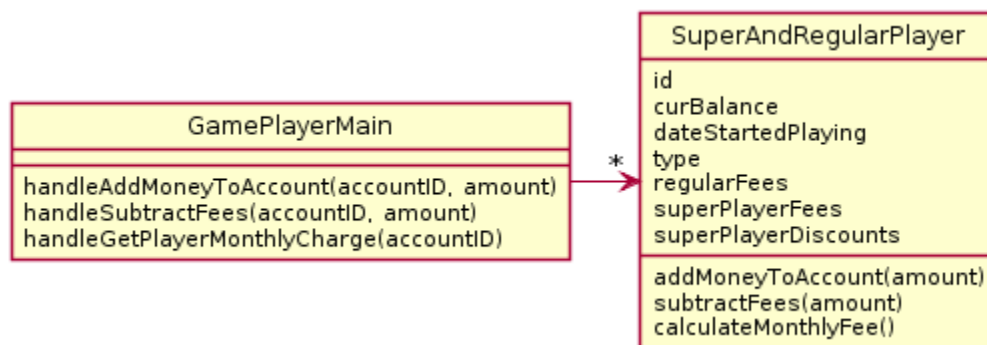 GamePlayerMain
handleAddMoneyToAccount(accountID, amount)
handleSubtractFees(accountID, amount)
handleGetPlayerMonthlyCharge(accountID)
*
SuperAndRegularPlayer
id
curBalance
dateStartedPlaying
type
regularFees
superPlayerFees
superPlayerDiscounts
addMoneyToAccount(amount)
subtractFees(amount)
calculateMonthlyFee()